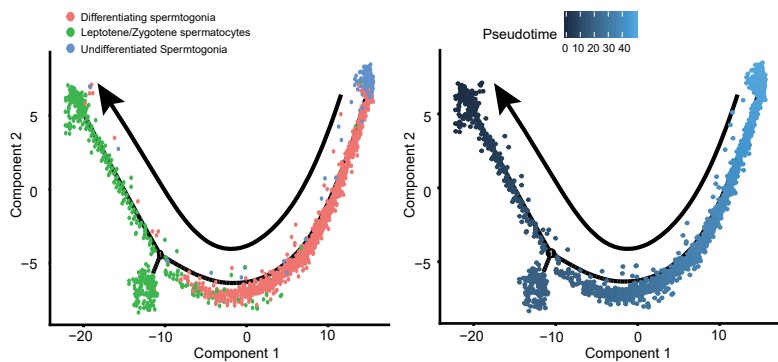 Differentiating spermtogonia
Leptotene/Zygotene spermatocytes
Undifferentiated Spermtogonia
Component 2
5
0
−5
1
−20
−10
0
10
Component 1
Pseudotime
0 10 20 30 40
Component 2
5
0
−5
1
−20
−10
0
10
Component 1